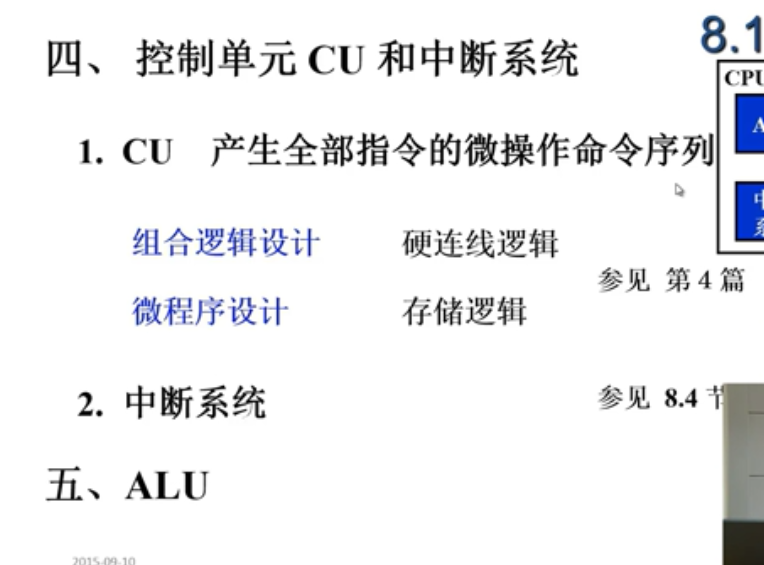 8.1
四、 控制单元 CU 和中断系统
CPU
1. CU 产生全部指令的微操作命令序列
组合逻辑设计 硬连线逻辑
参见 第 4 篇
微程序设计 存储逻辑
2. 中断系统 参见 8.4 节
五、ALU
2015-09-10